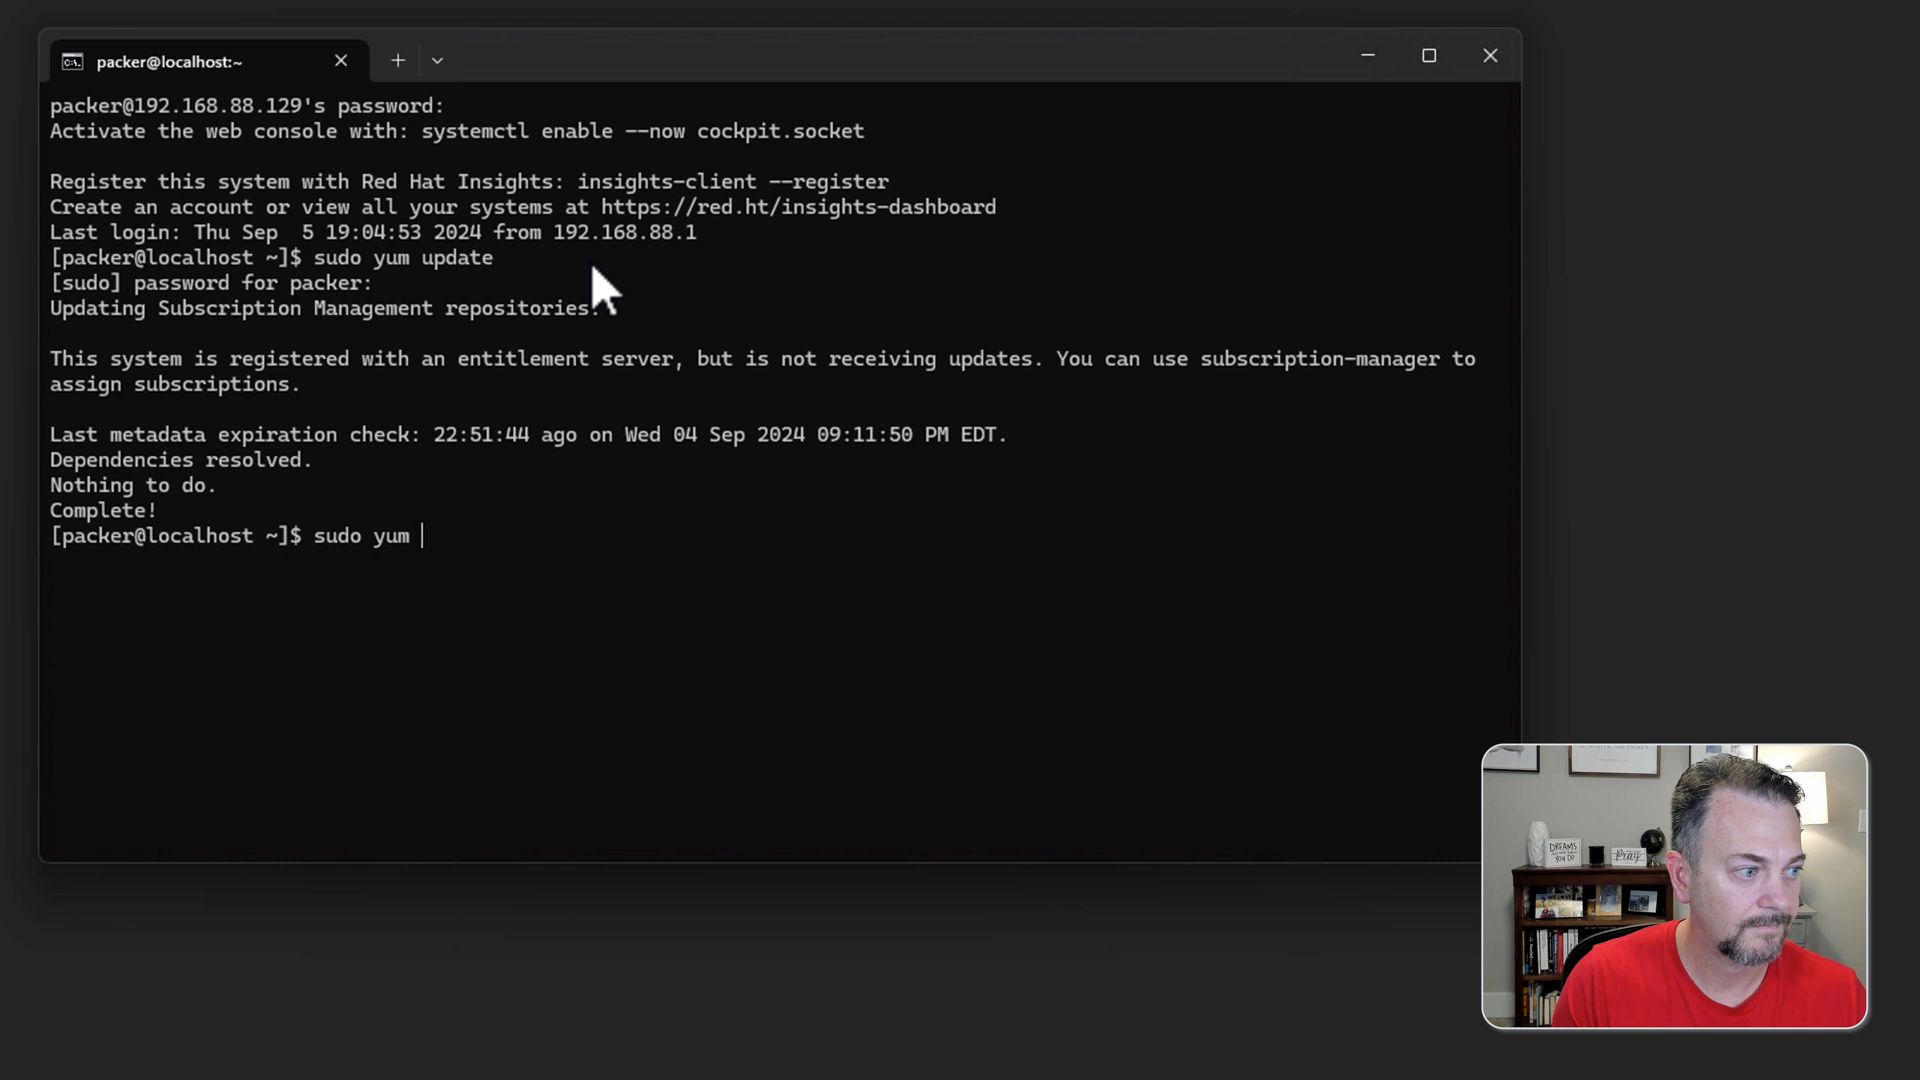 packer@localhost:~
packer@192.168.88.129's password:
Activate the web console with: systemctl enable --now cockpit.socket
Register this system with Red Hat Insights: insights-client --register
Create an account or view all your systems at https://red.ht/insights-dashboard
Last login: Thu Sep  5 19:04:53 2024 from 192.168.88.1
[packer@localhost ~]$ sudo yum update
[sudo] password for packer:
Updating Subscription Management repositories.
This system is registered with an entitlement server, but is not receiving updates. You can use subscription-manager to
assign subscriptions.
Last metadata expiration check: 22:51:44 ago on Wed 04 Sep 2024 09:11:50 PM EDT.
Dependencies resolved.
Nothing to do.
Complete!
[packer@localhost ~]$ sudo yum
DREAMS
YOU DO
pray